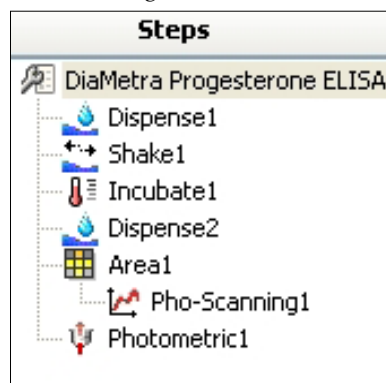 Steps
DiaMetra Progesterone ELISA
Dispense1
Shake1
Incubate1
Dispense2
Area1
Pho-Scanning1
Photometric1